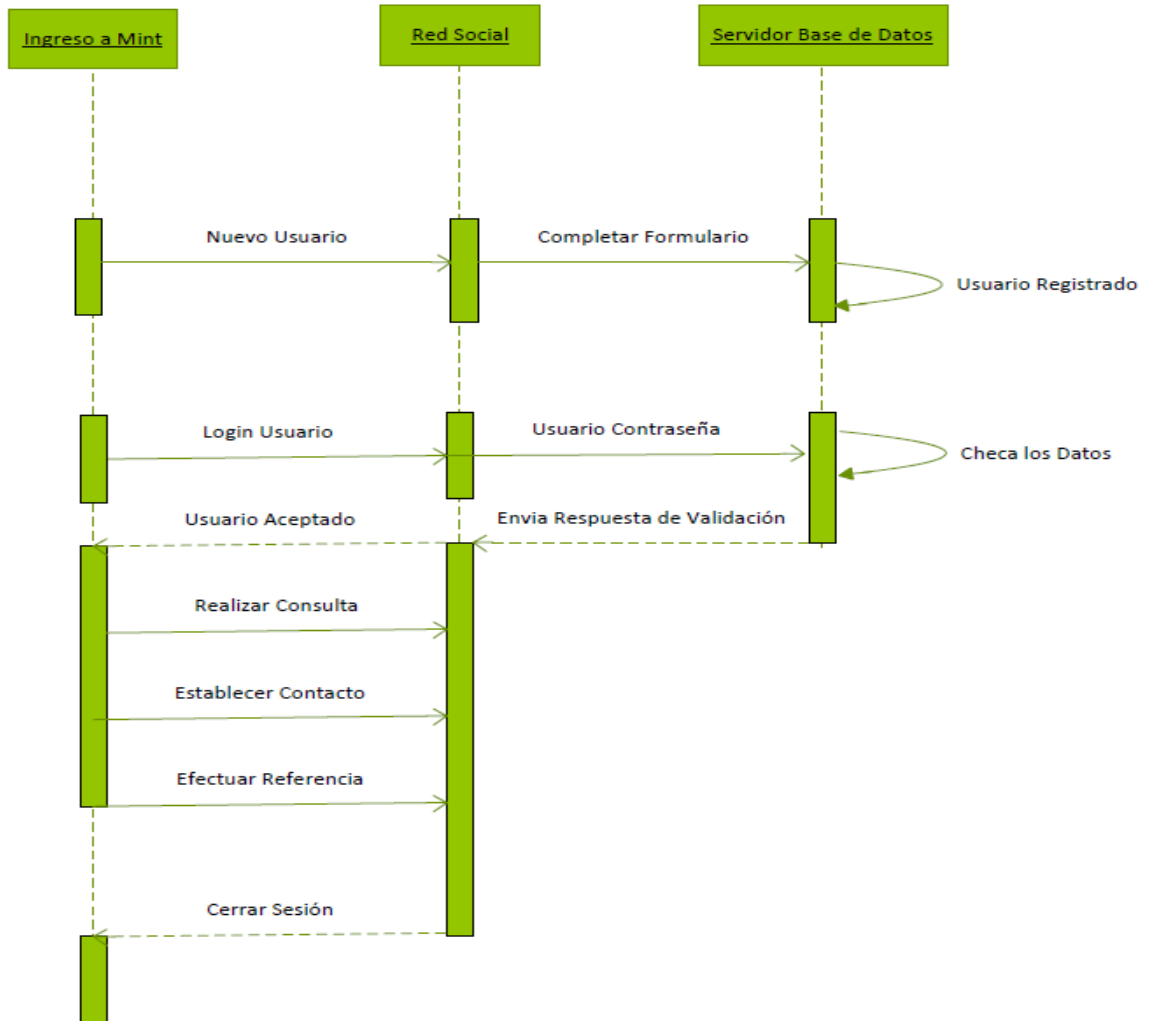 Ingreso a Mint
Red Social
Servidor Base de Datos
Nuevo Usuario
Completar Formulario
Usuario Registrado
Login Usuario
Usuario Contraseña
Checa los Datos
Usuario Aceptado
Envia Respuesta de Validación
Realizar Consulta
Establecer Contacto
Efectuar Referencia
Cerrar Sesión